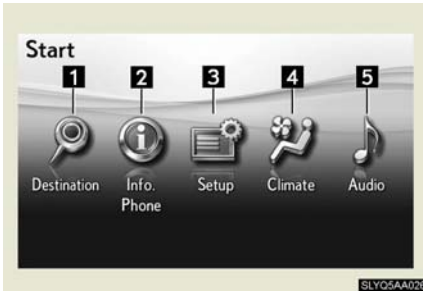 Start
1 2 3 4 5
Destination Info. Setup Climate Audio
Phone
SLYQ5AA026